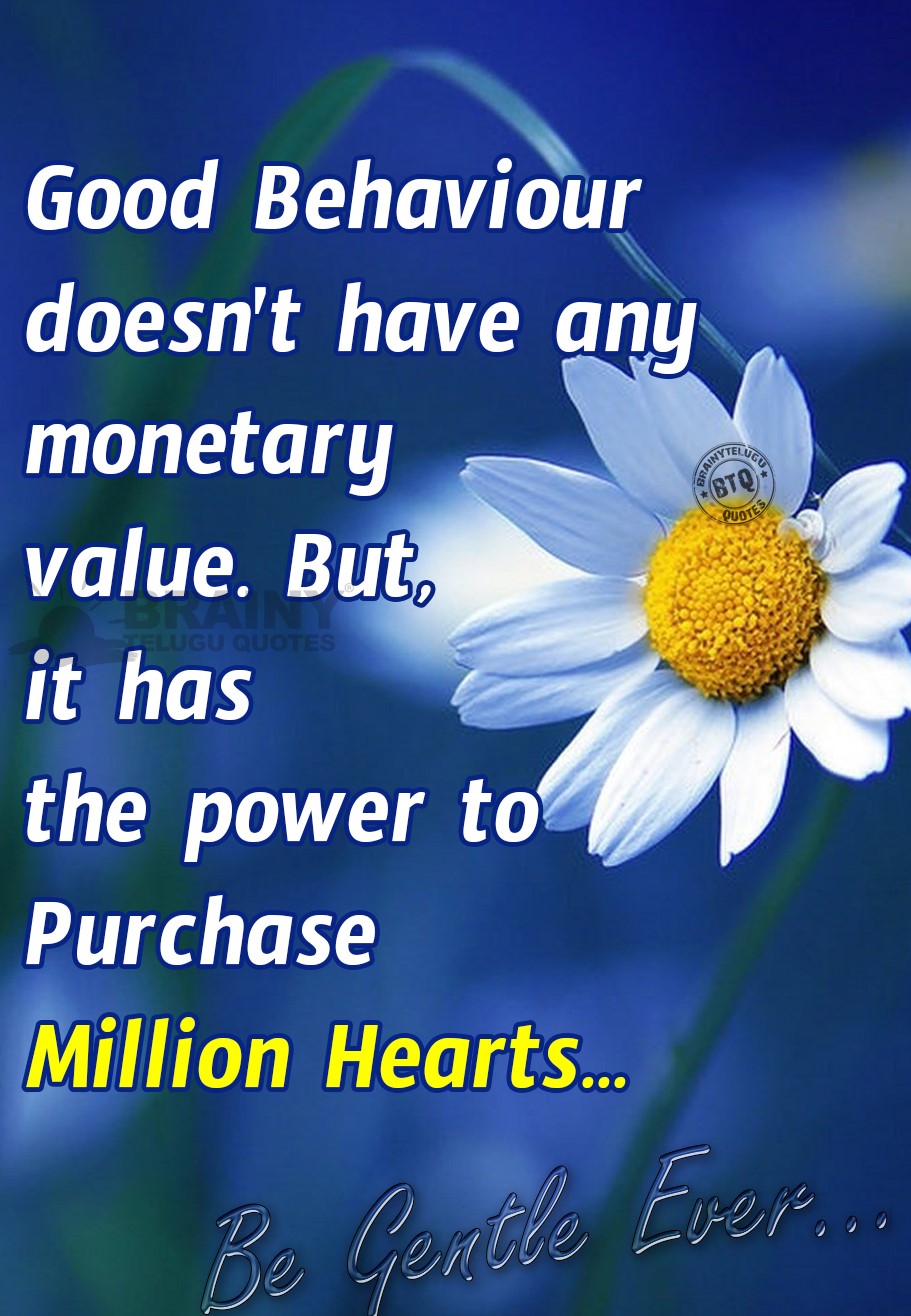 Good Behaviour
doesn't have any
monetary
value. But,
it has
the power to
Purchase
Million Hearts...
Be Gentle Ever...
BRAINYTELUGU
BTQ
QUOTES
BRAINY®
TELUGU QUOTES